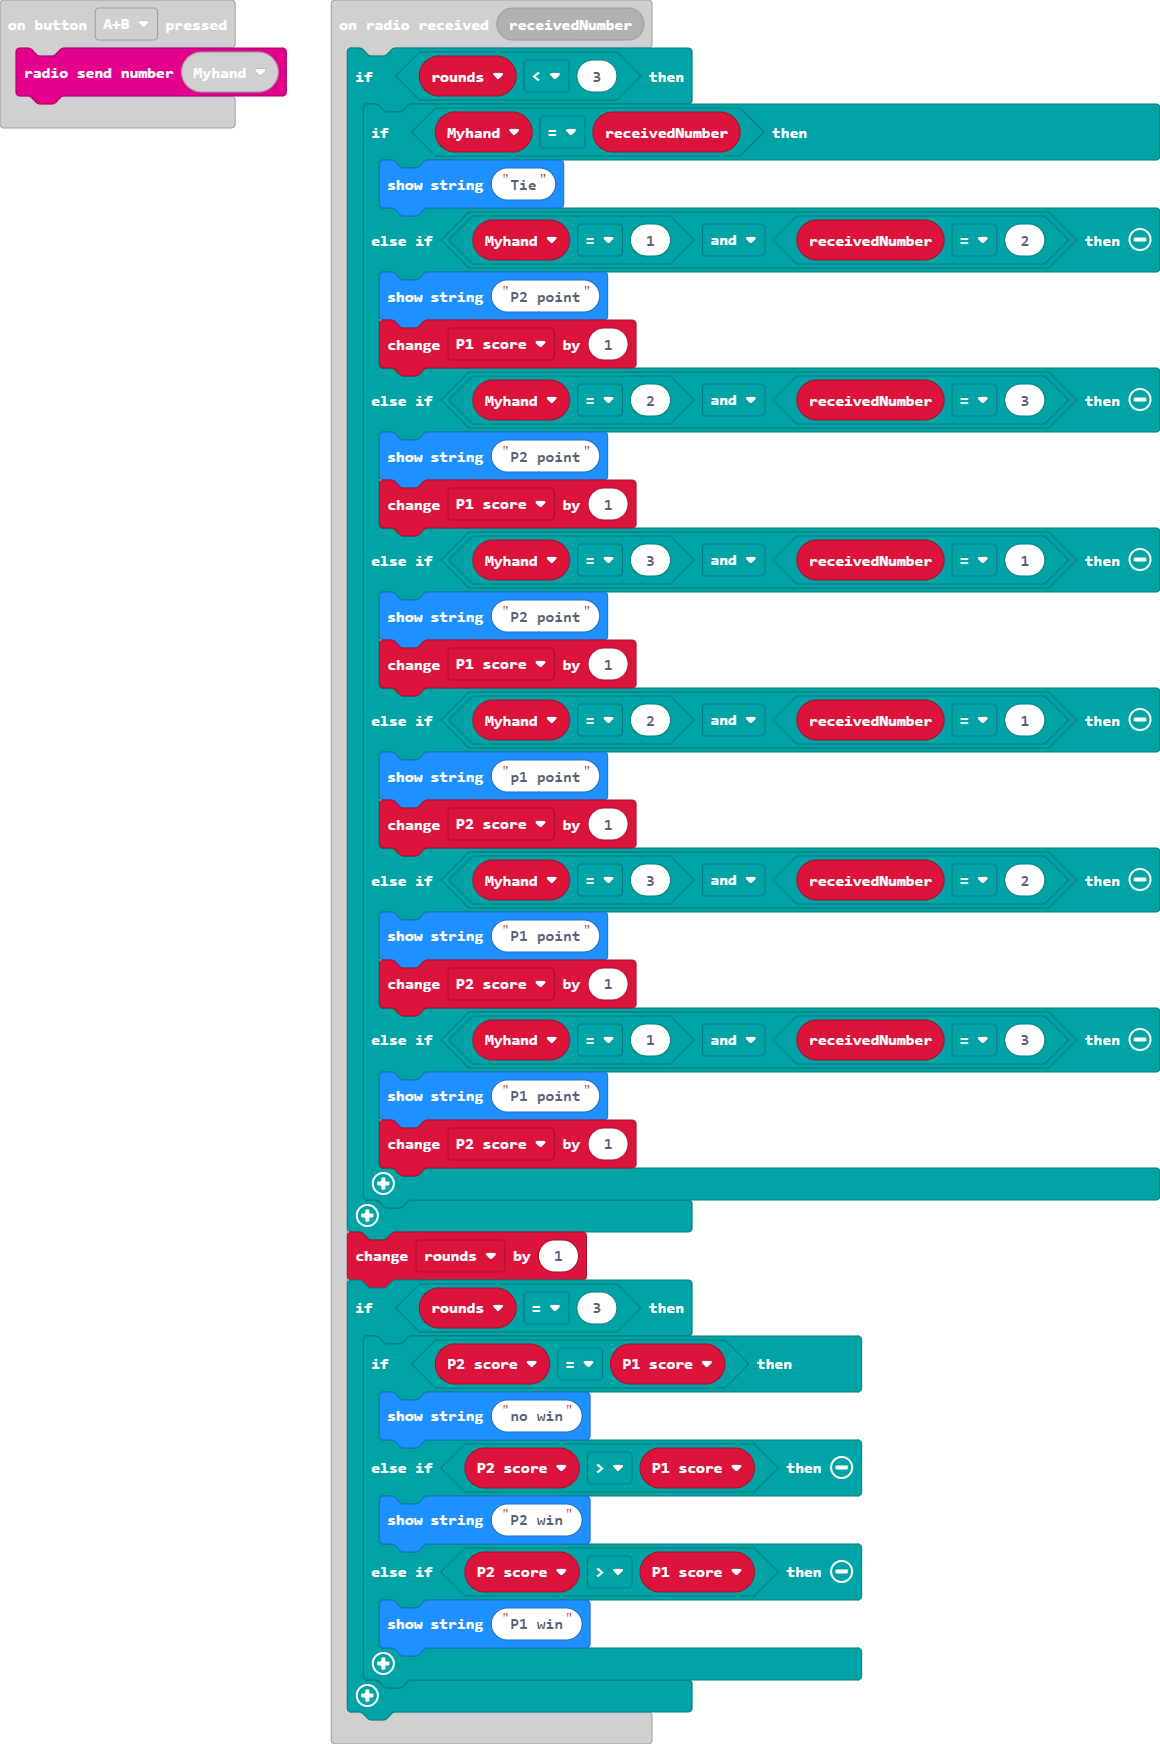 on button A+B pressed
radio send number Myhand
on radio received receivedNumber
if rounds < 3 then
if Myhand = receivedNumber then
show string "Tie"
else if Myhand = 1 and receivedNumber = 2 then
show string "P2 point"
change P1 score by 1
else if Myhand = 2 and receivedNumber = 3 then
show string "P2 point"
change P1 score by 1
else if Myhand = 3 and receivedNumber = 1 then
show string "P2 point"
change P1 score by 1
else if Myhand = 2 and receivedNumber = 1 then
show string "p1 point"
change P2 score by 1
else if Myhand = 3 and receivedNumber = 2 then
show string "P1 point"
change P2 score by 1
else if Myhand = 1 and receivedNumber = 3 then
show string "P1 point"
change P2 score by 1
change rounds by 1
if rounds = 3 then
if P2 score = P1 score then
show string "no win"
else if P2 score > P1 score then
show string "P2 win"
else if P2 score > P1 score then
show string "P1 win"